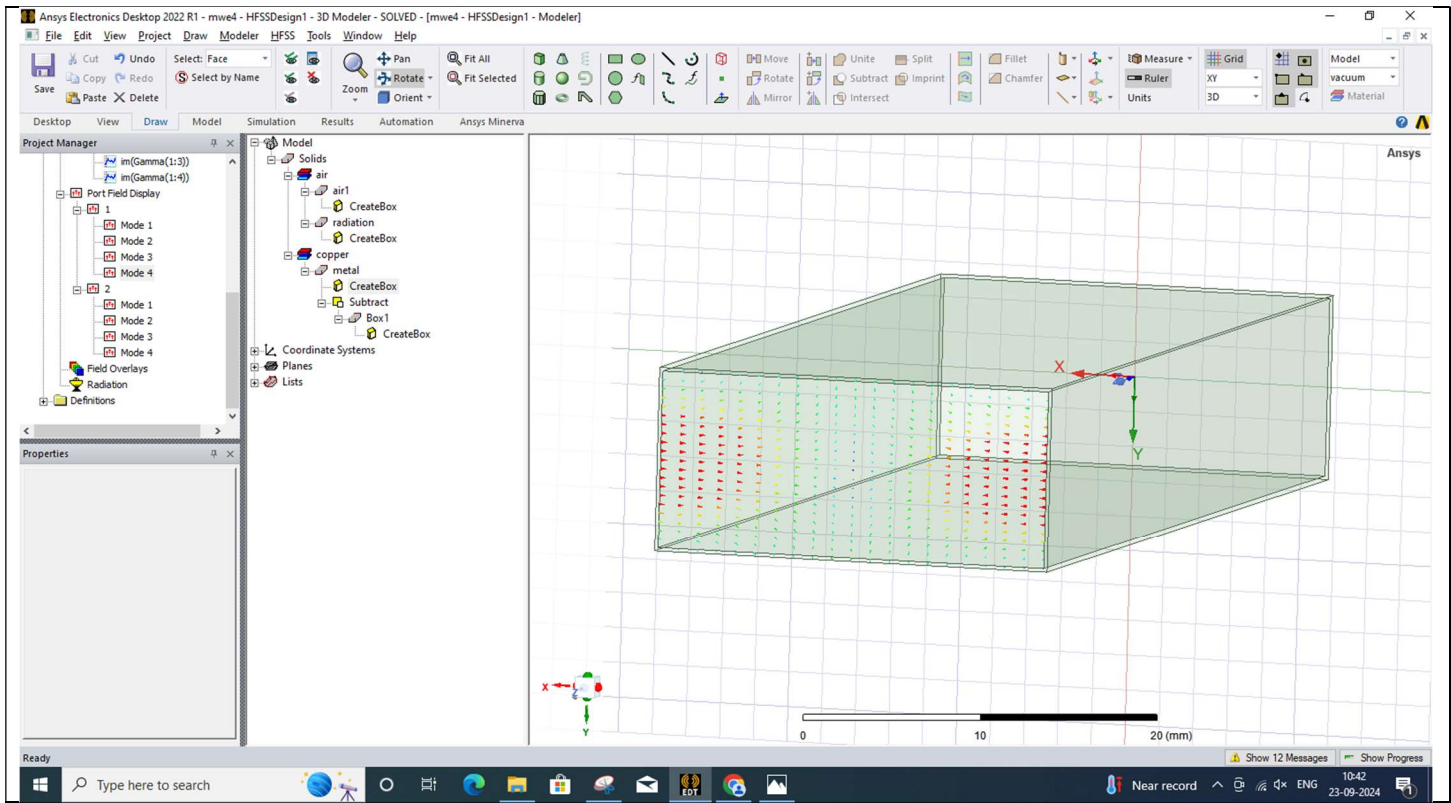 Ansys Electronics Desktop 2022 R1 - mwe4 - HFSSDesign1 - 3D Modeler - SOLVED - [mwe4 - HFSSDesign1 - Modeler]
File Edit View Project Draw Modeler HFSS Tools Window Help
Save
Cut Undo
Copy Redo
Paste Delete
Select: Face
Select by Name
Zoom
Pan
Rotate
Orient
Fit All
Fit Selected
Move
Rotate
Mirror
Unite Split
Subtract Imprint
Intersect
Fillet
Chamfer
Measure
Ruler
Units
Grid
XY
3D
Model
vacuum
Material
Desktop View Draw Model Simulation Results Automation Ansys Minerva
Project Manager
im(Gamma(1:3))
im(Gamma(1:4))
Port Field Display
1
Mode 1
Mode 2
Mode 3
Mode 4
2
Mode 1
Mode 2
Mode 3
Mode 4
Field Overlays
Radiation
Definitions
Properties
Model
Solids
air
air1
CreateBox
radiation
CreateBox
copper
metal
CreateBox
Subtract
Box1
CreateBox
Coordinate Systems
Planes
Lists
Ansys
X
Y
X
Z
Y
0 10 20 (mm)
Ready
Show 12 Messages Show Progress
Type here to search
EDT
Near record
ENG
10:42
23-09-2024
1